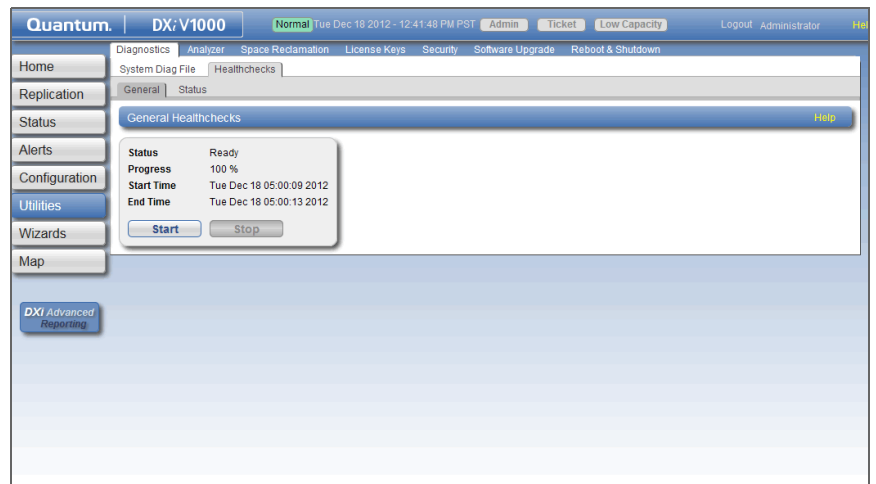 Quantum. DXi V1000 Normal Tue Dec 18 2012 - 12:41:48 PM PST Admin Ticket Low Capacity Logout Administrator Hel
Diagnostics Analyzer Space Reclamation License Keys Security Software Upgrade Reboot & Shutdown
Home
System Diag File Healthchecks
Replication
General Status
Status
General Healthchecks Help
Alerts
Status Ready
Progress 100 %
Configuration
Start Time Tue Dec 18 05:00:09 2012
End Time Tue Dec 18 05:00:13 2012
Utilities
Start Stop
Wizards
Map
DXi Advanced
Reporting